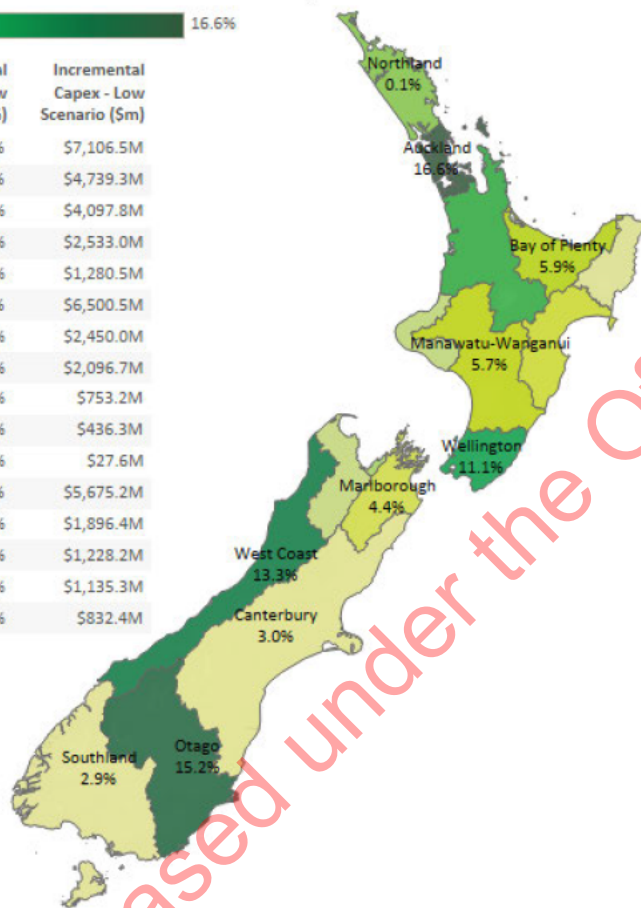 16.6%
Incremental
Capex - Low
Scenario ($m)
% $7,106.5M
% $4,739.3M
% $4,097.8M
% $2,533.0M
% $1,280.5M
% $6,500.5M
% $2,450.0M
% $2,096.7M
% $753.2M
% $436.3M
% $27.6M
% $5,675.2M
% $1,896.4M
% $1,228.2M
% $1,135.3M
% $832.4M
Northland
0.1%
Auckland
16.6%
Bay of Plenty
5.9%
Manawatu-Wanganui
5.7%
Wellington
11.1%
Marlborough
4.4%
West Coast
13.3%
Canterbury
3.0%
Otago
15.2%
Southland
2.9%
ased under the O